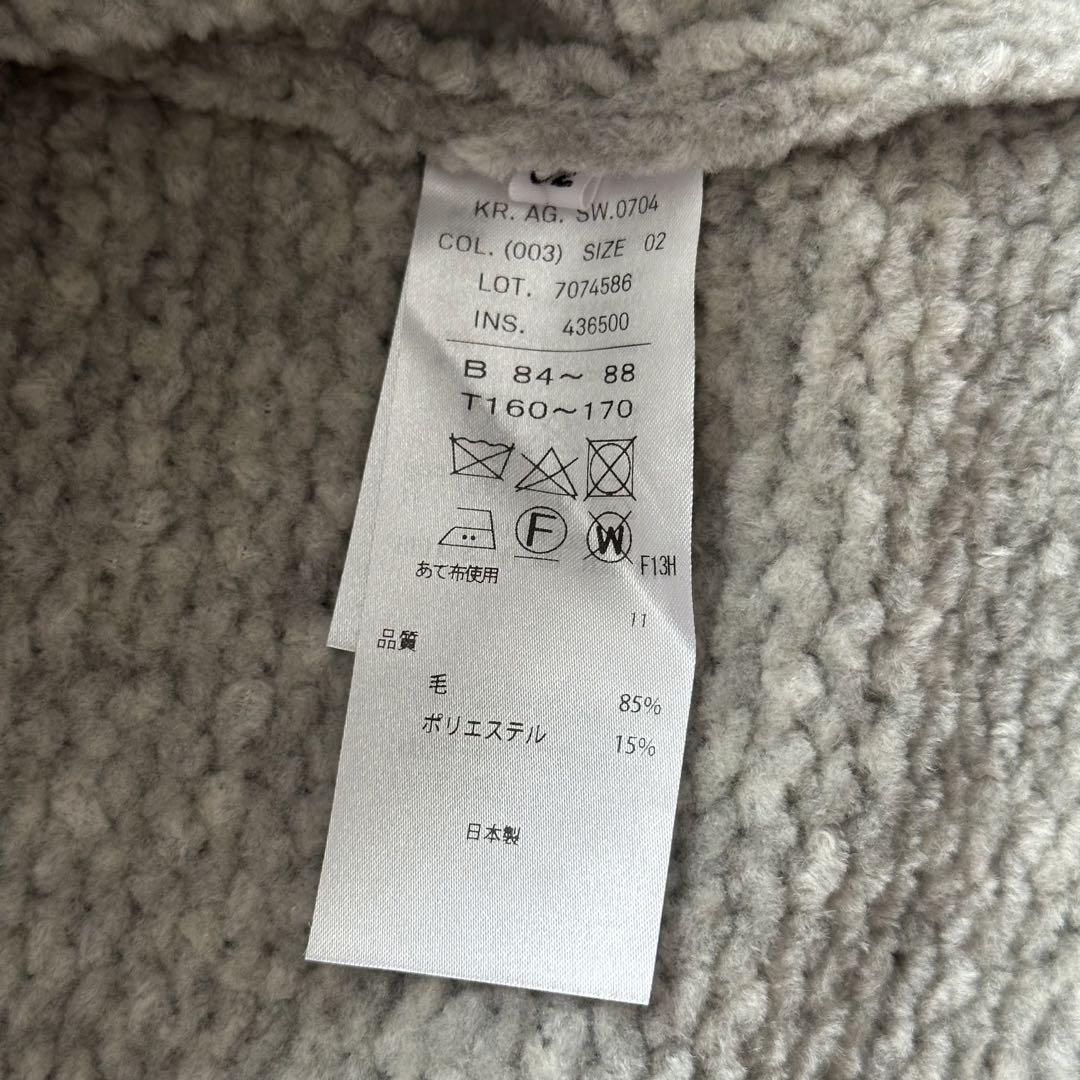 02
KR. AG. SW.0704
COL. (003) SIZE 02
LOT. 7074586
INS. 436500
B 84～ 88
T160～170
F W F13H
あて布使用
11
品質
毛 85%
ポリエステル 15%
日本製